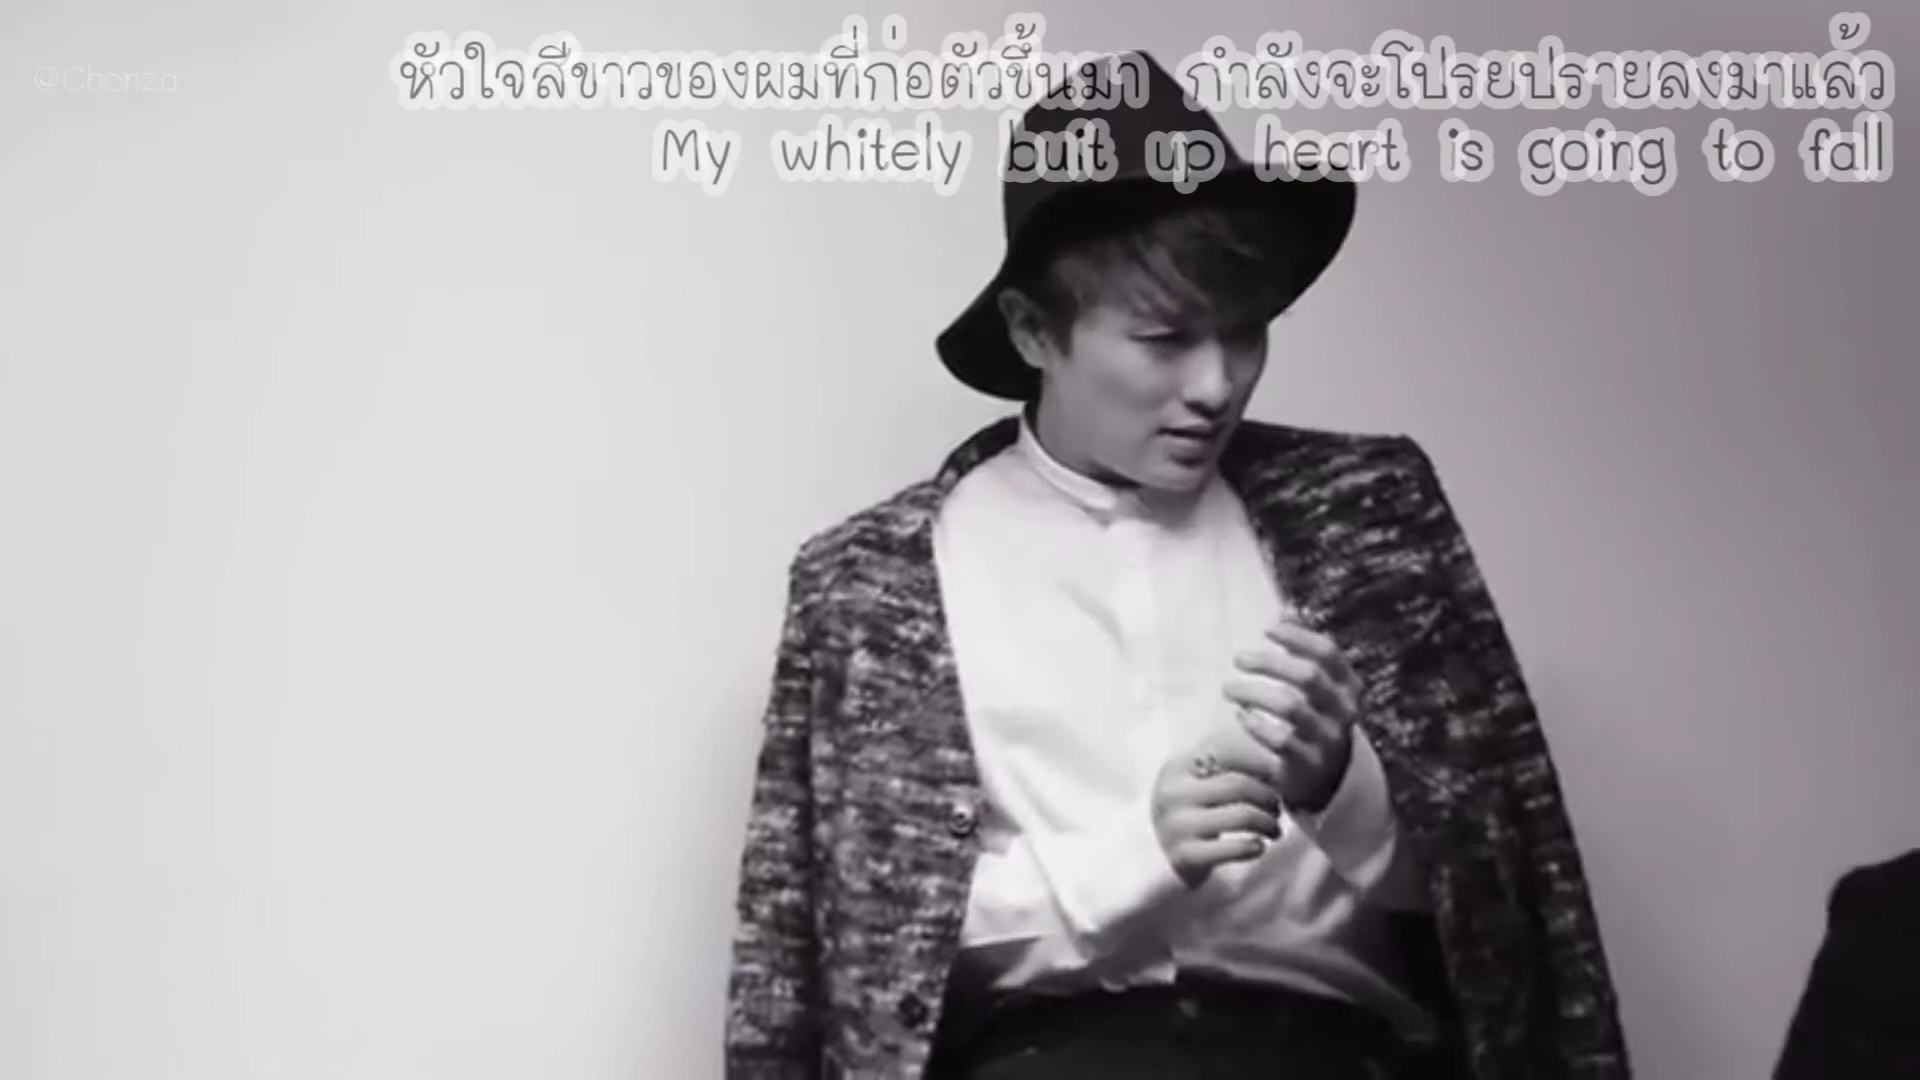 @Chanza
หัวใจสีขาวของผมที่ก่อตัวขึ้นมา กำลังจะโปรยปรายลงมาแล้ว
My whitely buit up heart is going to fall